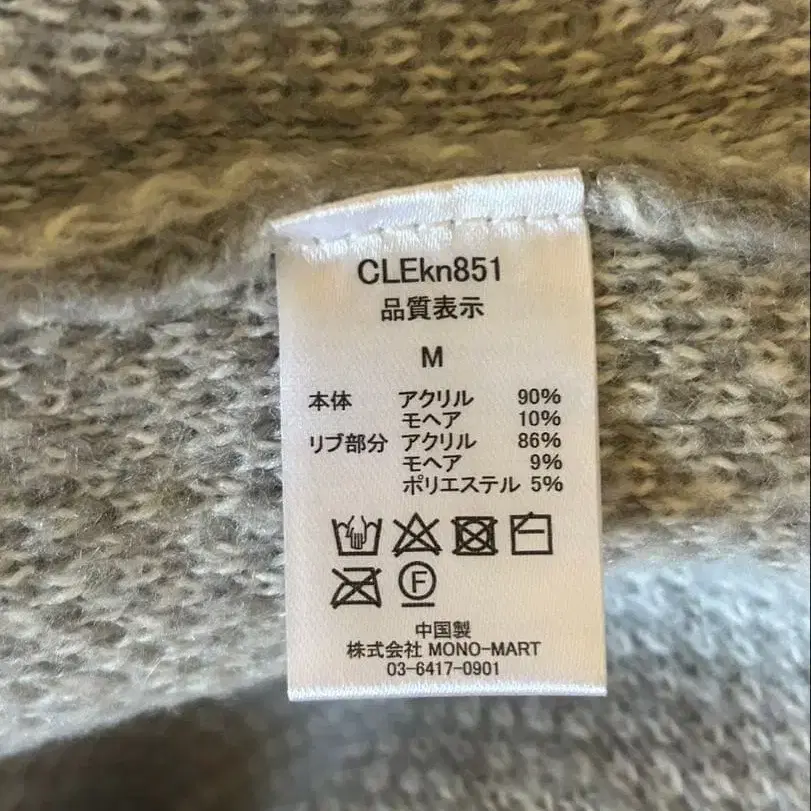 CLEkn851
品質表示
M
本体 アクリル 90%
モヘア 10%
リブ部分 アクリル 86%
モヘア 9%
ポリエステル 5%
F
中国製
株式会社 MONO-MART
03-6417-0901